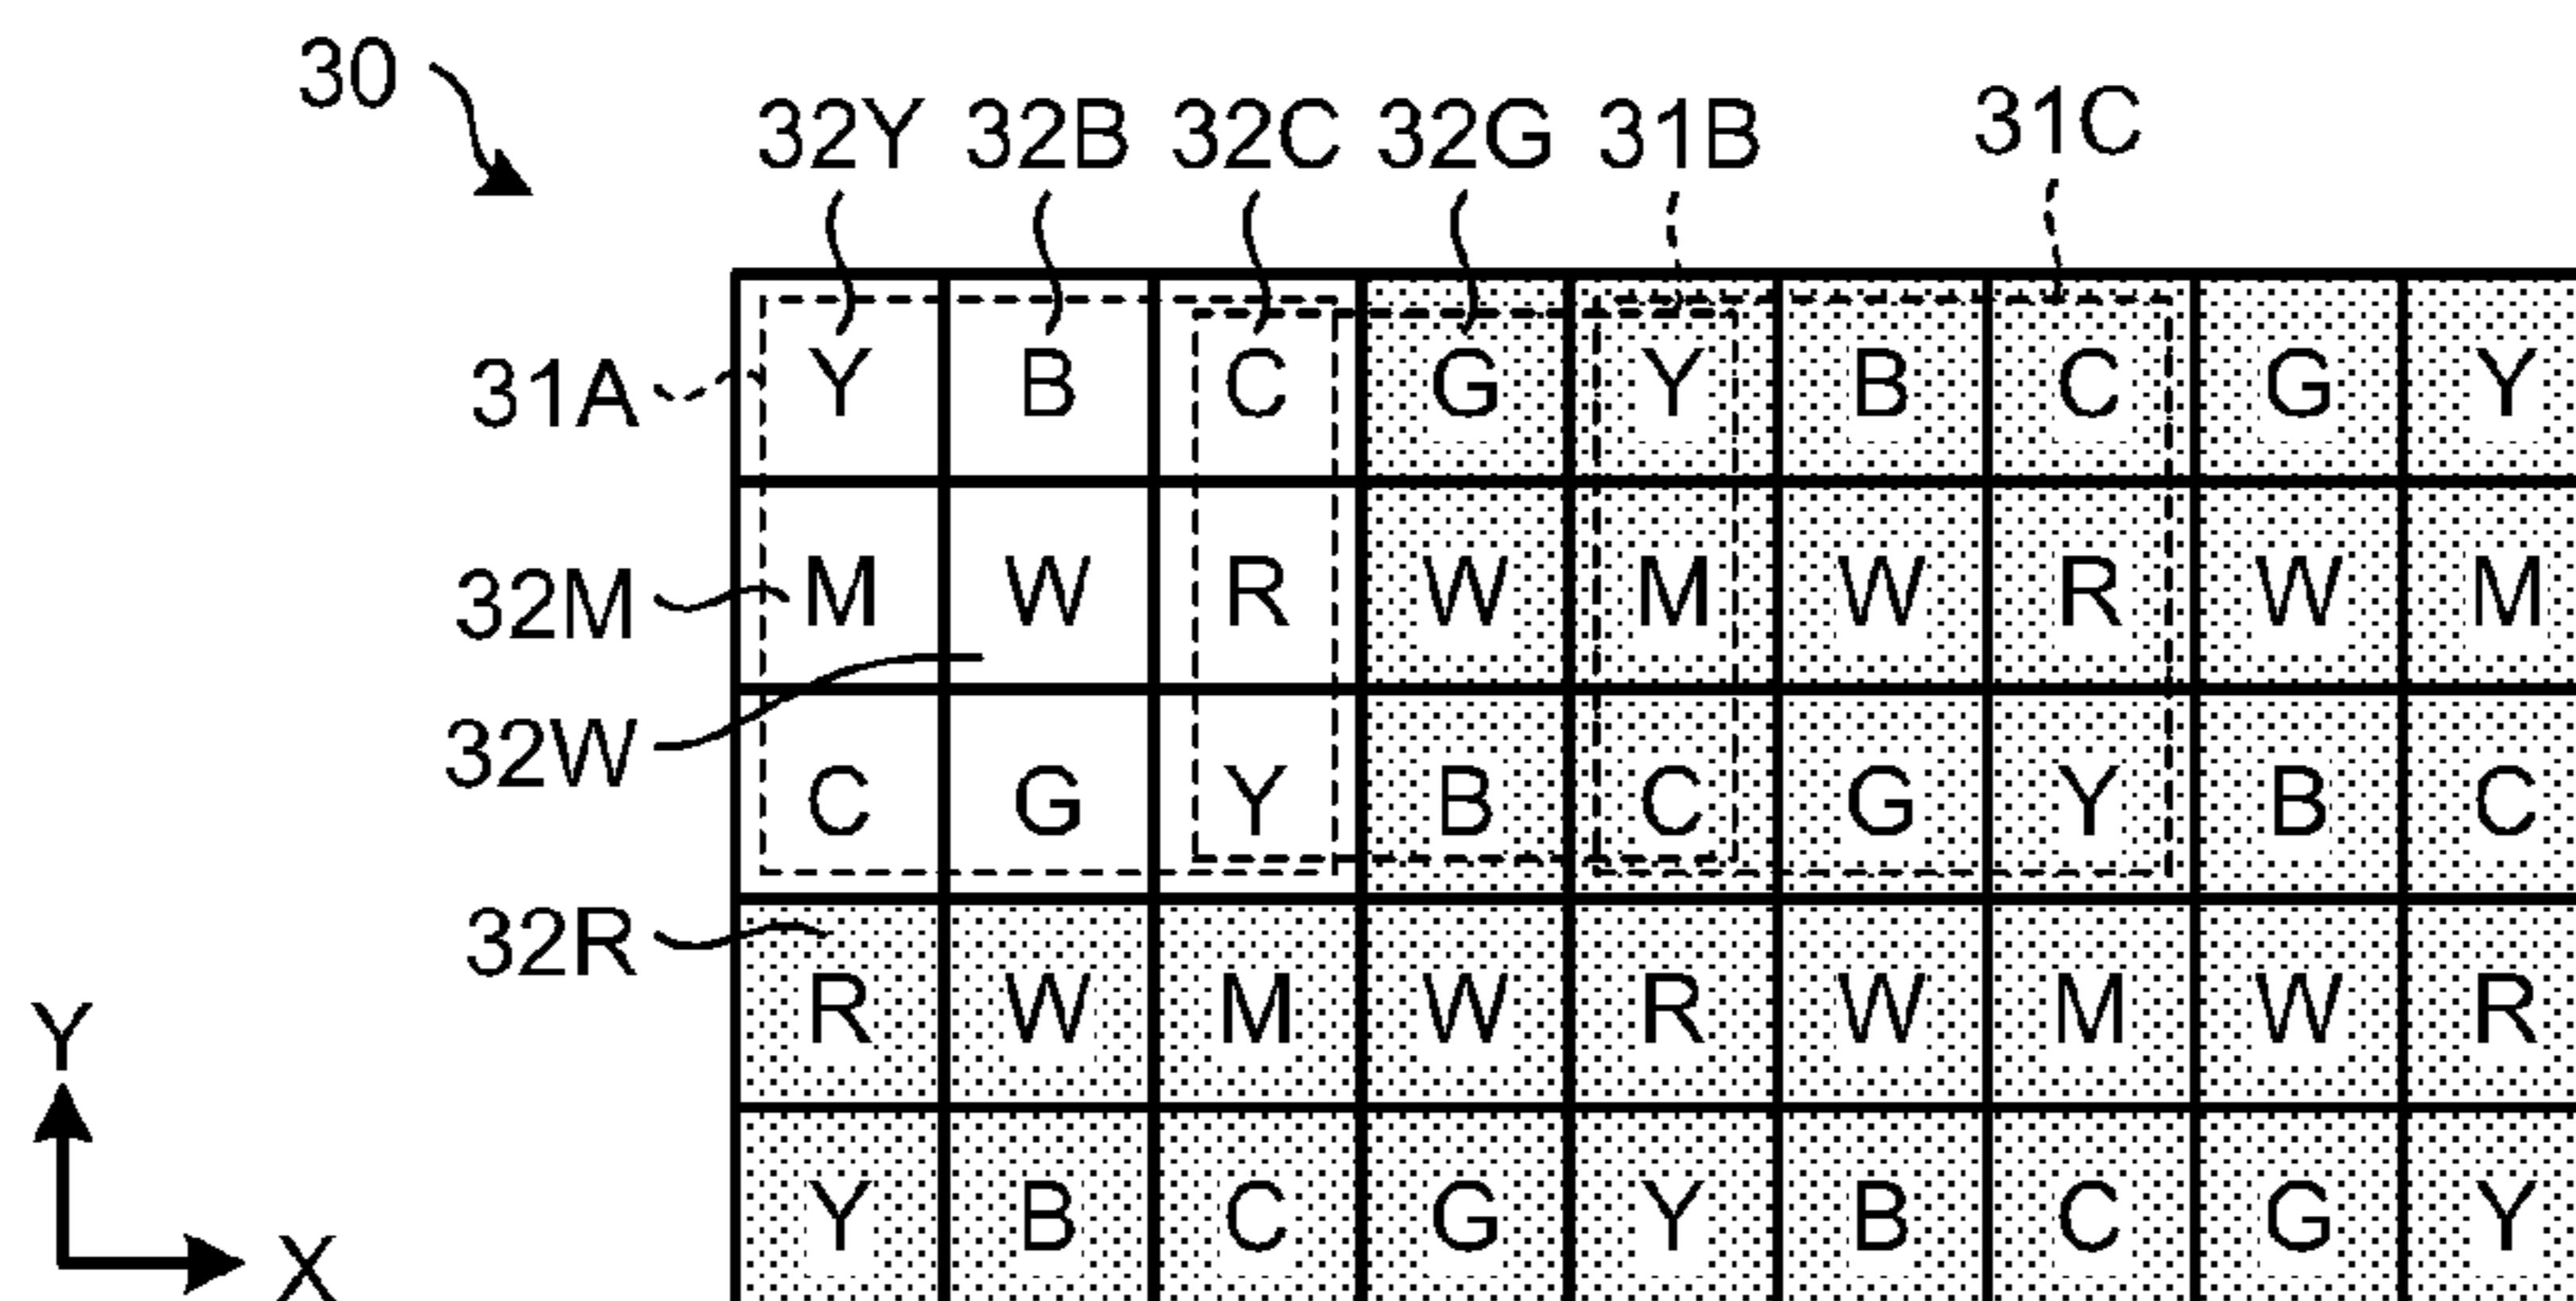 30
32Y 32B 32C 32G 31B 31C
31A Y B C G Y B C G Y
32M M W R W M W R W M
32W C G Y B C G Y B C
32R R W M W R W M W R
Y B C G Y B C G Y
Y
X